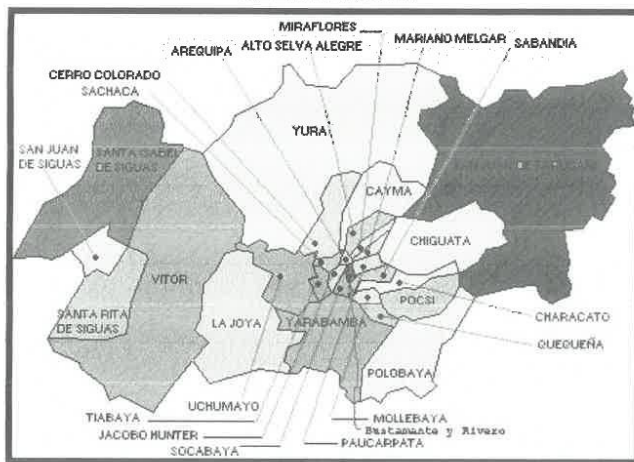 MIRAFLORES
AREQUIPA
ALTO SELVA ALEGRE
MARIANO MELGAR
SABANDIA
CERRO COLORADO
SACHACA
YURA
SAN JUAN
DE SIGUAS
SANTA ISABEL DE
SIGUAS
CAYMA
CHIGUATA
VITOR
SANTA RITA
DE SIGUAS
LA JOYA
YARABAMBA
POCSI
CHARACATO
QUEQUEÑA
POLOBAYA
UCHUMAYO
TIABAYA
MOLLEBAYA
Bustamante y Rivero
JACOBO HUNTER
PAUCARPATA
SOCABAYA